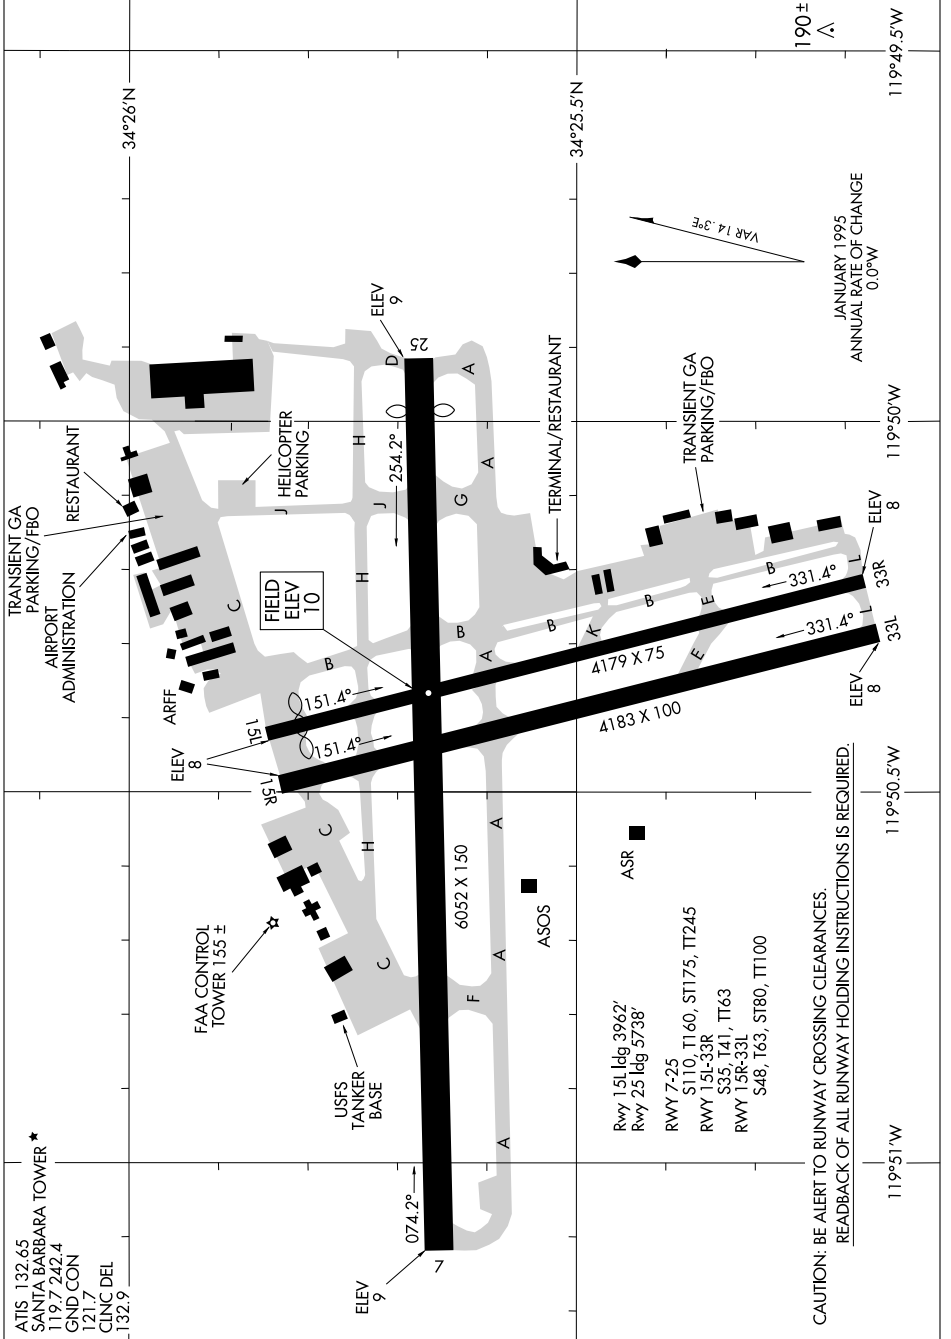 ATIS 132.65
SANTA BARBARA TOWER★
119.7 242.4
GND CON
121.7
CLNC DEL
132.9
34°26'N
34°25.5'N
190±
119°49.5'W
119°50'W
119°50.5'W
119°51'W
VAR 14.3°E
JANUARY 1995
ANNUAL RATE OF CHANGE
0.0°W
TRANSIENT GA
PARKING/FBO
RESTAURANT
AIRPORT
ADMINISTRATION
ARFF
HELICOPTER
PARKING
FIELD
ELEV
10
TERMINAL/RESTAURANT
TRANSIENT GA
PARKING/FBO
FAA CONTROL
TOWER 155 ±
USFS
TANKER
BASE
ASOS
ASR
ELEV
9
25
254.2°
ELEV
9
7
074.2°
6052 X 150
ELEV
8
15L
15R
151.4°
151.4°
4179 X 75
4183 X 100
331.4°
331.4°
33R
33L
ELEV
8
ELEV
8
A
A
A
A
A
A
B
B
B
B
B
C
C
C
D
E
E
F
G
H
H
H
J
J
K
L
L
Rwy 15L ldg 3962'
Rwy 25 ldg 5738'
RWY 7-25
S110, T160, ST175, TT245
RWY 15L-33R
S35, T41, TT63
RWY 15R-33L
S48, T63, ST80, TT100
CAUTION: BE ALERT TO RUNWAY CROSSING CLEARANCES.
READBACK OF ALL RUNWAY HOLDING INSTRUCTIONS IS REQUIRED.